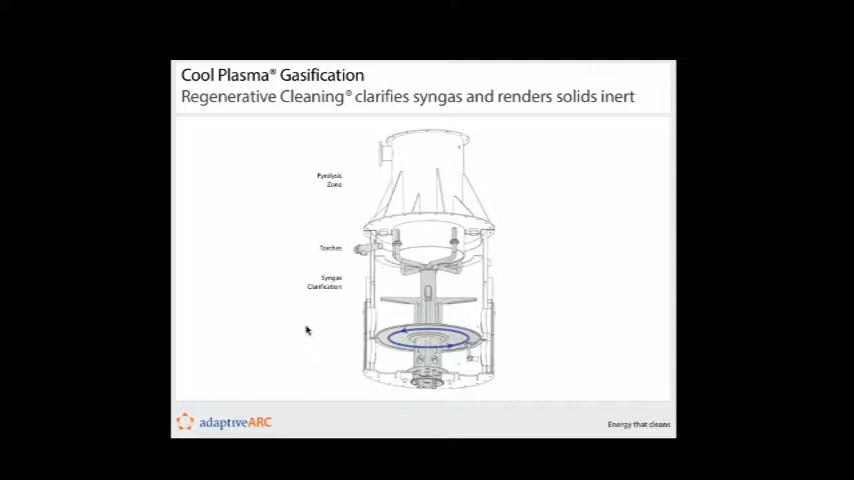 Cool Plasma® Gasification
Regenerative Cleaning® clarifies syngas and renders solids inert
Pyrolysis
Zone
Torches
Syngas
Clarification
adaptiveARC
Energy that cleans